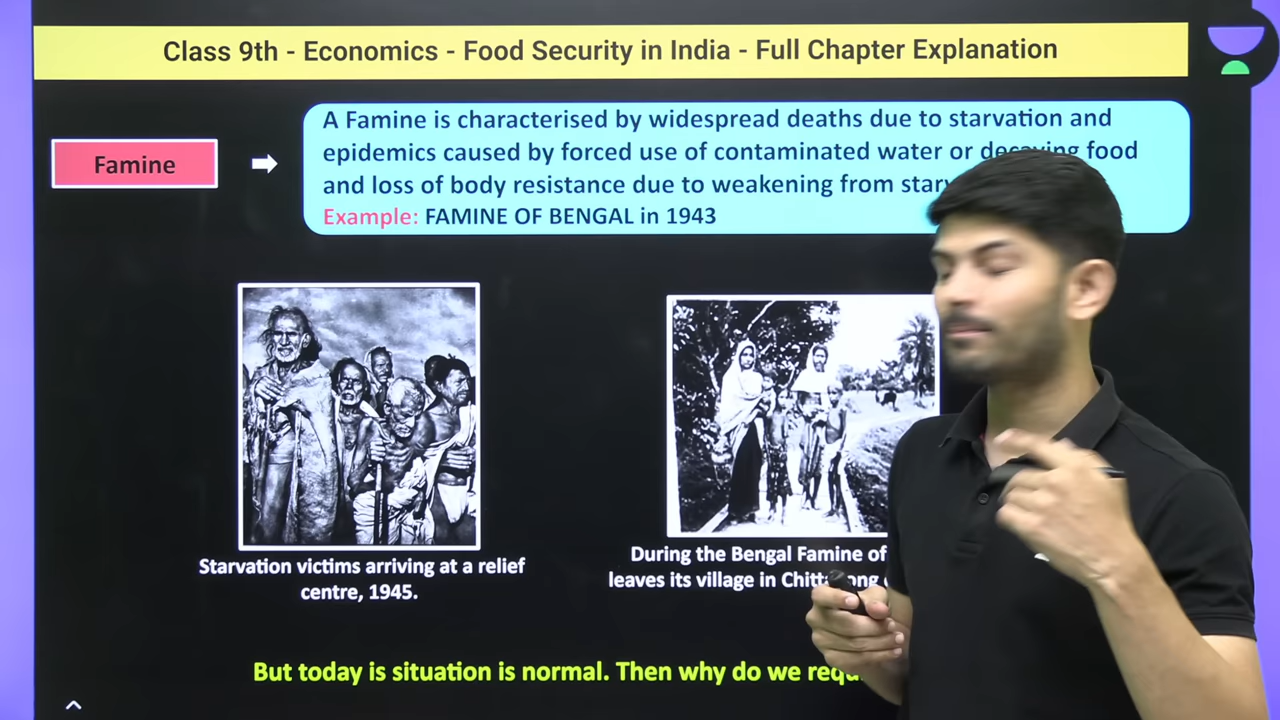 Class 9th - Economics - Food Security in India - Full Chapter Explanation
Famine
A Famine is characterised by widespread deaths due to starvation and
epidemics caused by forced use of contaminated water or decaying food
and loss of body resistance due to weakening from
Example: FAMINE OF BENGAL in 1943
Starvation victims arriving at a relief
centre, 1945.
During the Bengal Famine of
leaves its village in Chittagong
But today is situation is normal. Then why do we